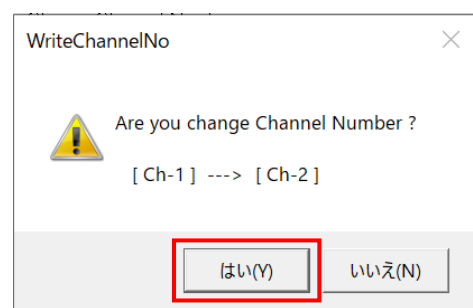 WriteChannelNo
Are you change Channel Number ?
[ Ch-1 ] ---> [ Ch-2 ]
はい(Y)
いいえ(N)